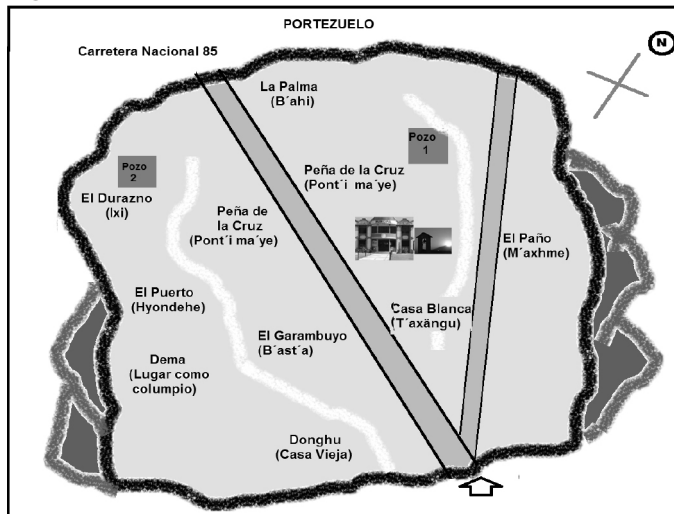 PORTEZUELO
Carretera Nacional 85
N
La Palma
(B´ahi)
Pozo
1
Pozo
2
Peña de la Cruz
(Pont´i ma´ye)
El Durazno
(Ixi)
Peña de
la Cruz
(Pont´i ma´ye)
El Paño
(M´axhme)
El Puerto
(Hyondehe)
Casa Blanca
(T´axängu)
El Garambuyo
(B´ast´a)
Dema
(Lugar como
columpio)
Donghu
(Casa Vieja)